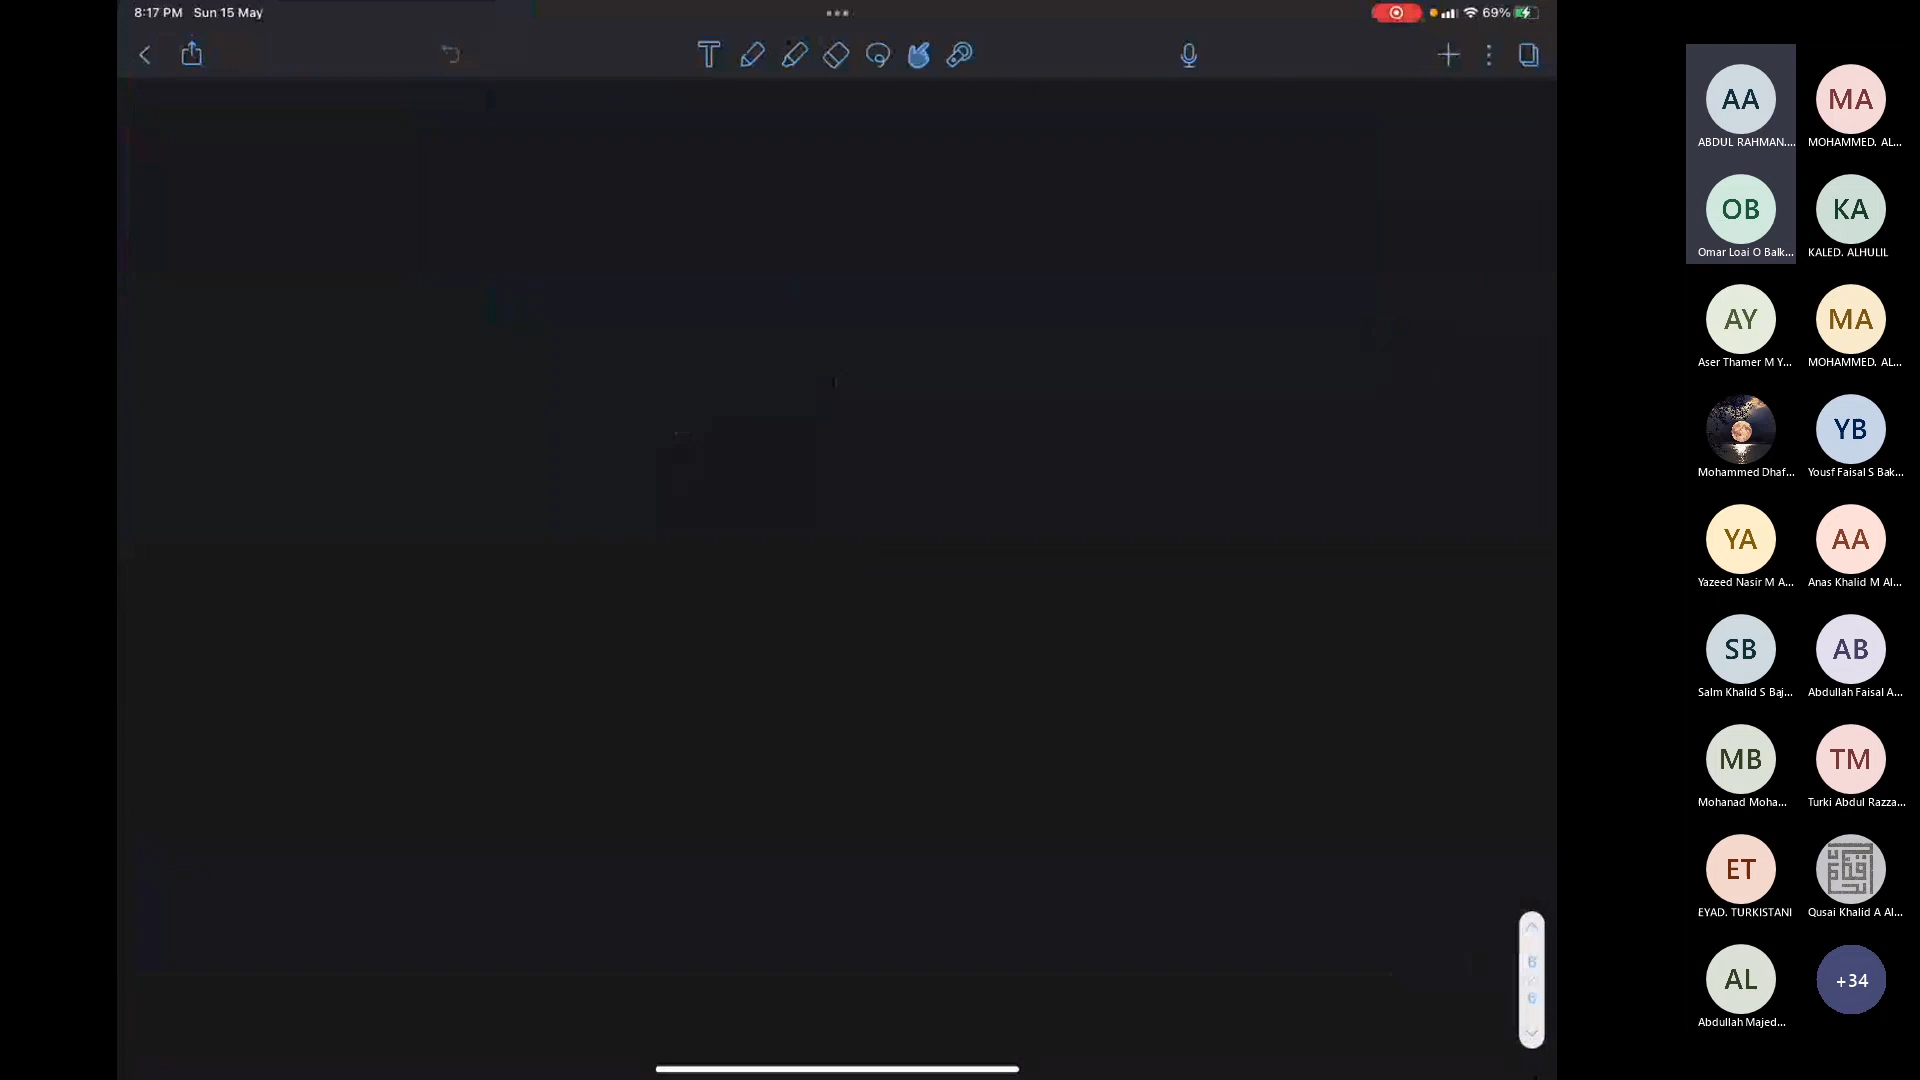 8:17 PM Sun 15 May
69%
AA MA
ABDUL RAHMAN.... MOHAMMED. AL...
OB KA
Omar Loai O Balk... KALED. ALHULIL
AY MA
Aser Thamer M Y... MOHAMMED. AL...
YB
Mohammed Dhaf... Yousf Faisal S Bak...
YA AA
Yazeed Nasir M A... Anas Khalid M Al...
SB AB
Salm Khalid S Baj... Abdullah Faisal A...
MB TM
Mohanad Moha... Turki Abdul Razza...
ET
EYAD. TURKISTANI Qusai Khalid A Al...
AL +34
Abdullah Majed...
6
6